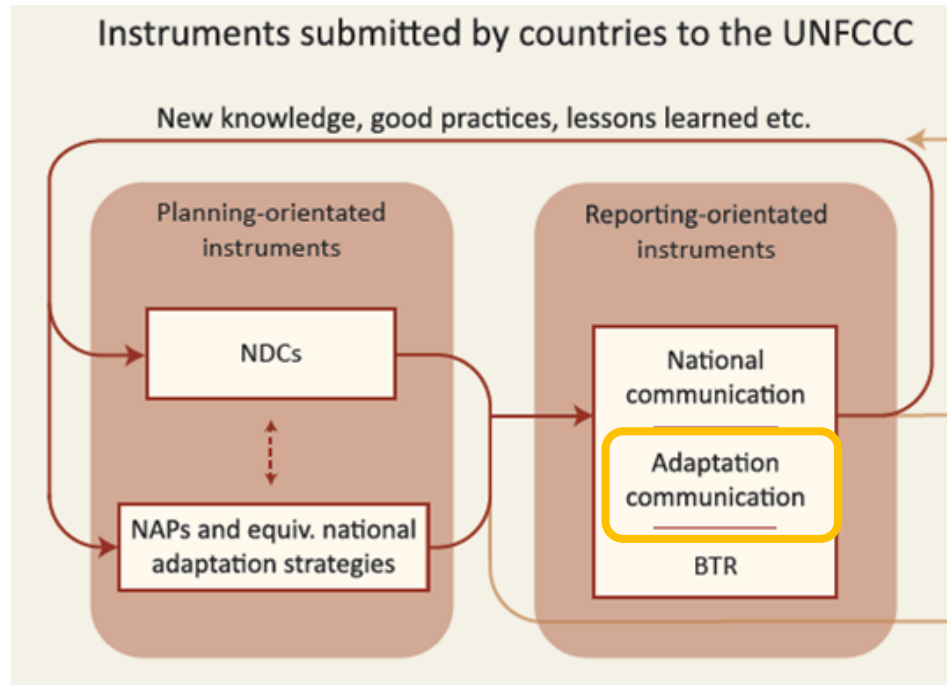 Instruments submitted by countries to the UNFCCC
New knowledge, good practices, lessons learned etc.
Planning-orientated
instruments
NDCs
NAPs and equiv. national
adaptation strategies
Reporting-orientated
instruments
National
communication
Adaptation
communication
BTR